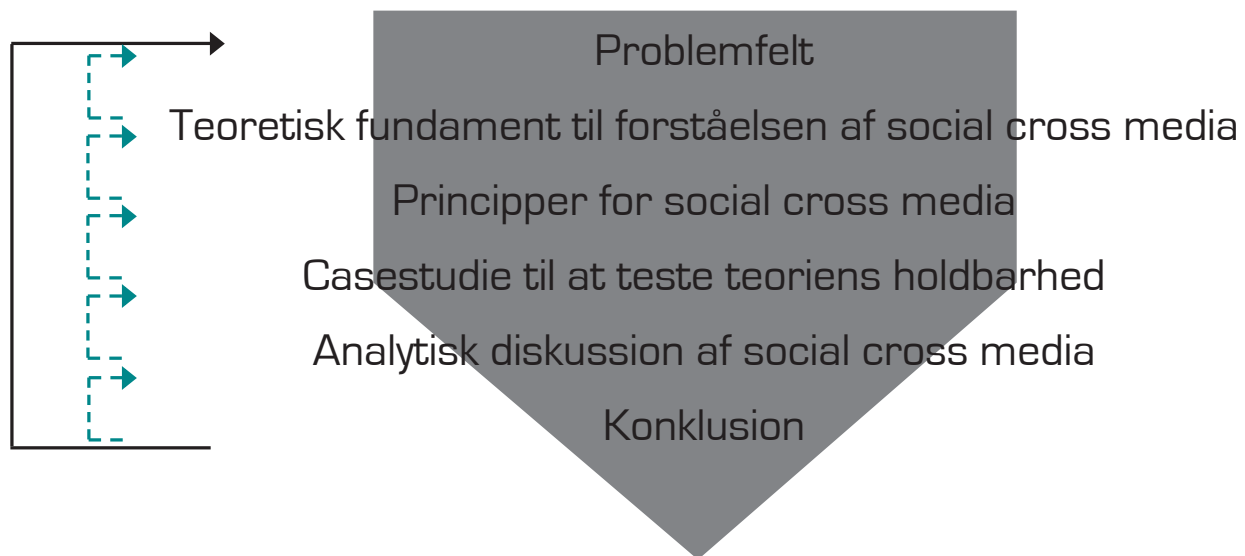 Problemfelt
Teoretisk fundament til forståelsen af social cross media
Principper for social cross media
Casestudie til at teste teoriens holdbarhed
Analytisk diskussion af social cross media
Konklusion